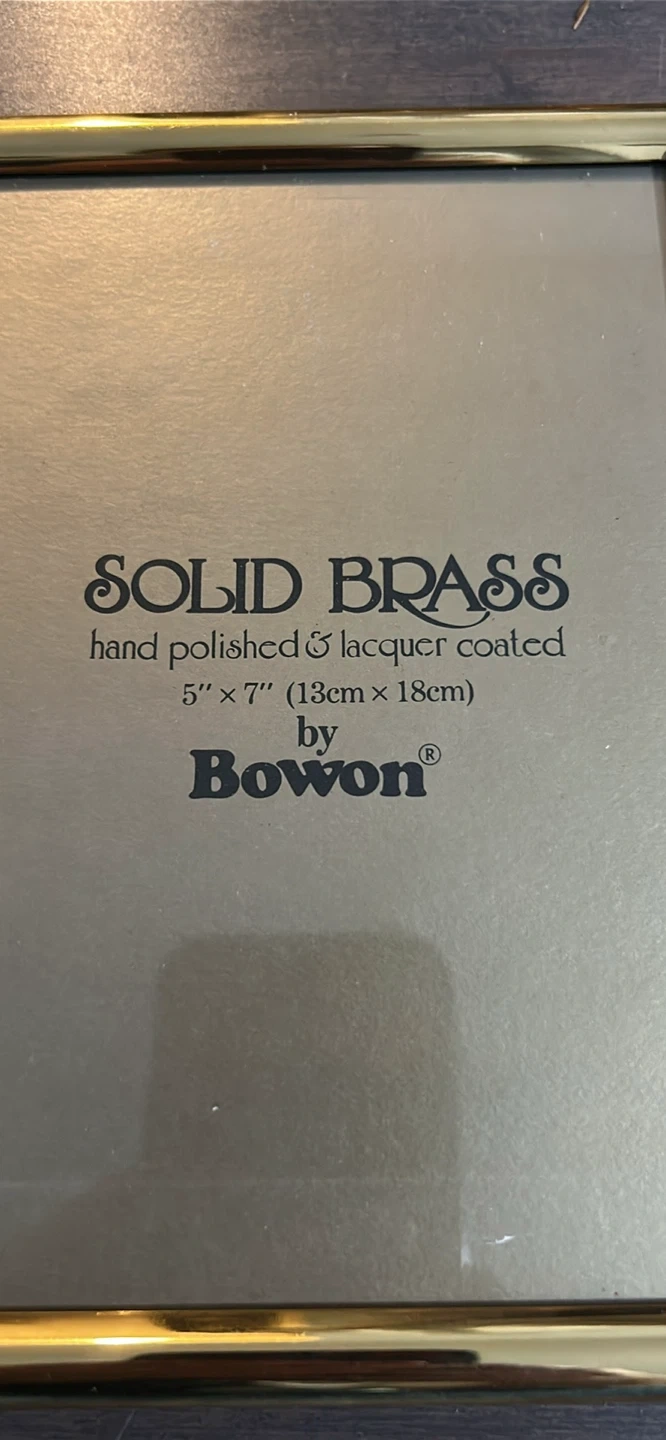 SOLID BRASS
hand polished & lacquer coated
5" × 7" (13cm × 18cm)
by
Bowon®